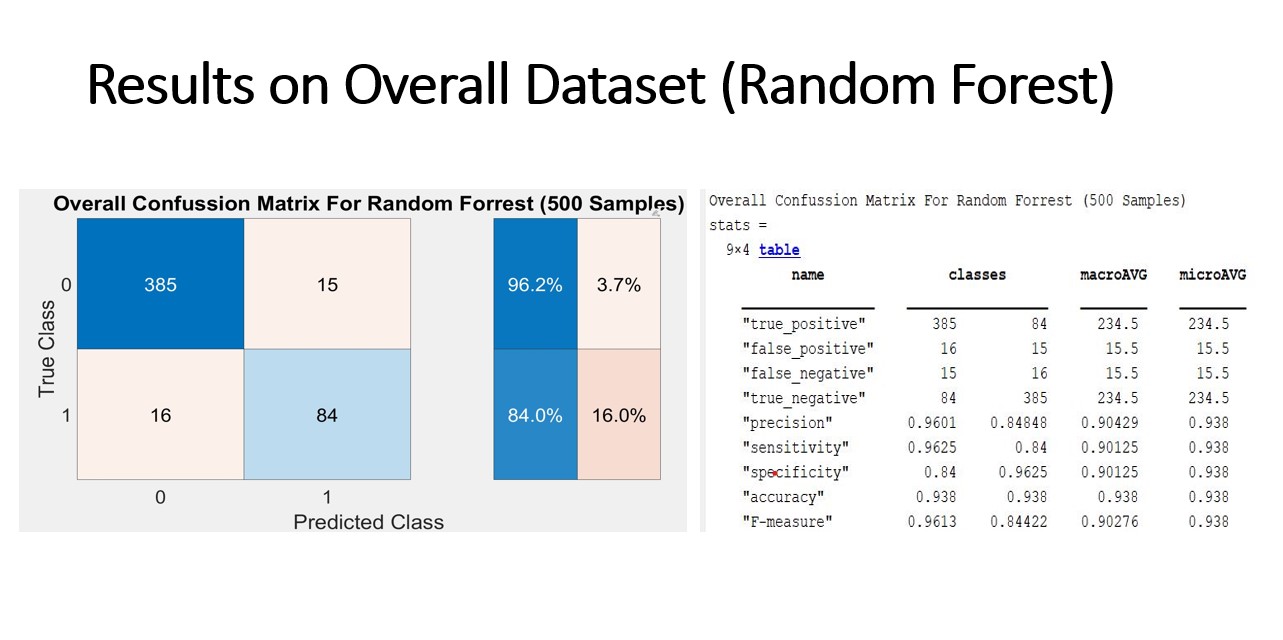 Results on Overall Dataset (Random Forest)
Overall Confussion Matrix For Random Forrest (500 Samples)
0 385 15 96.2% 3.7%
1 16 84 84.0% 16.0%
True Class
0 1
Predicted Class
Overall Confussion Matrix For Random Forrest (500 Samples)
stats =
9×4 table
name classes macroAVG microAVG
"true_positive" 385 84 234.5 234.5
"false_positive" 16 15 15.5 15.5
"false_negative" 15 16 15.5 15.5
"true_negative" 84 385 234.5 234.5
"precision" 0.9601 0.84848 0.90429 0.938
"sensitivity" 0.9625 0.84 0.90125 0.938
"specificity" 0.84 0.9625 0.90125 0.938
"accuracy" 0.938 0.938 0.938 0.938
"F-measure" 0.9613 0.84422 0.90276 0.938